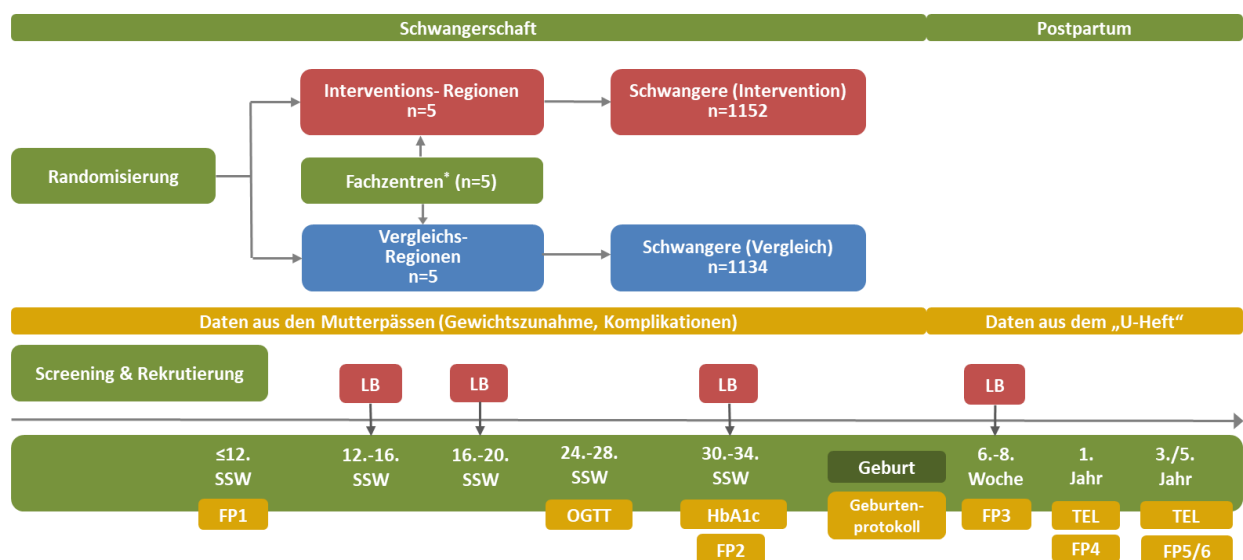 Schwangerschaft
Postpartum
Interventions- Regionen
n=5
Schwangere (Intervention)
n=1152
Randomisierung
Fachzentren* (n=5)
Vergleichs-
Regionen
n=5
Schwangere (Vergleich)
n=1134
Daten aus den Mutterpässen (Gewichtszunahme, Komplikationen)
Daten aus dem „U-Heft“
Screening & Rekrutierung
LB
LB
LB
LB
≤12.
SSW
12.-16.
SSW
16.-20.
SSW
24.-28.
SSW
30.-34.
SSW
Geburt
6.-8.
Woche
1.
Jahr
3./5.
Jahr
FP1
OGTT
HbA1c
FP2
Geburten-
protokoll
FP3
TEL
FP4
TEL
FP5/6